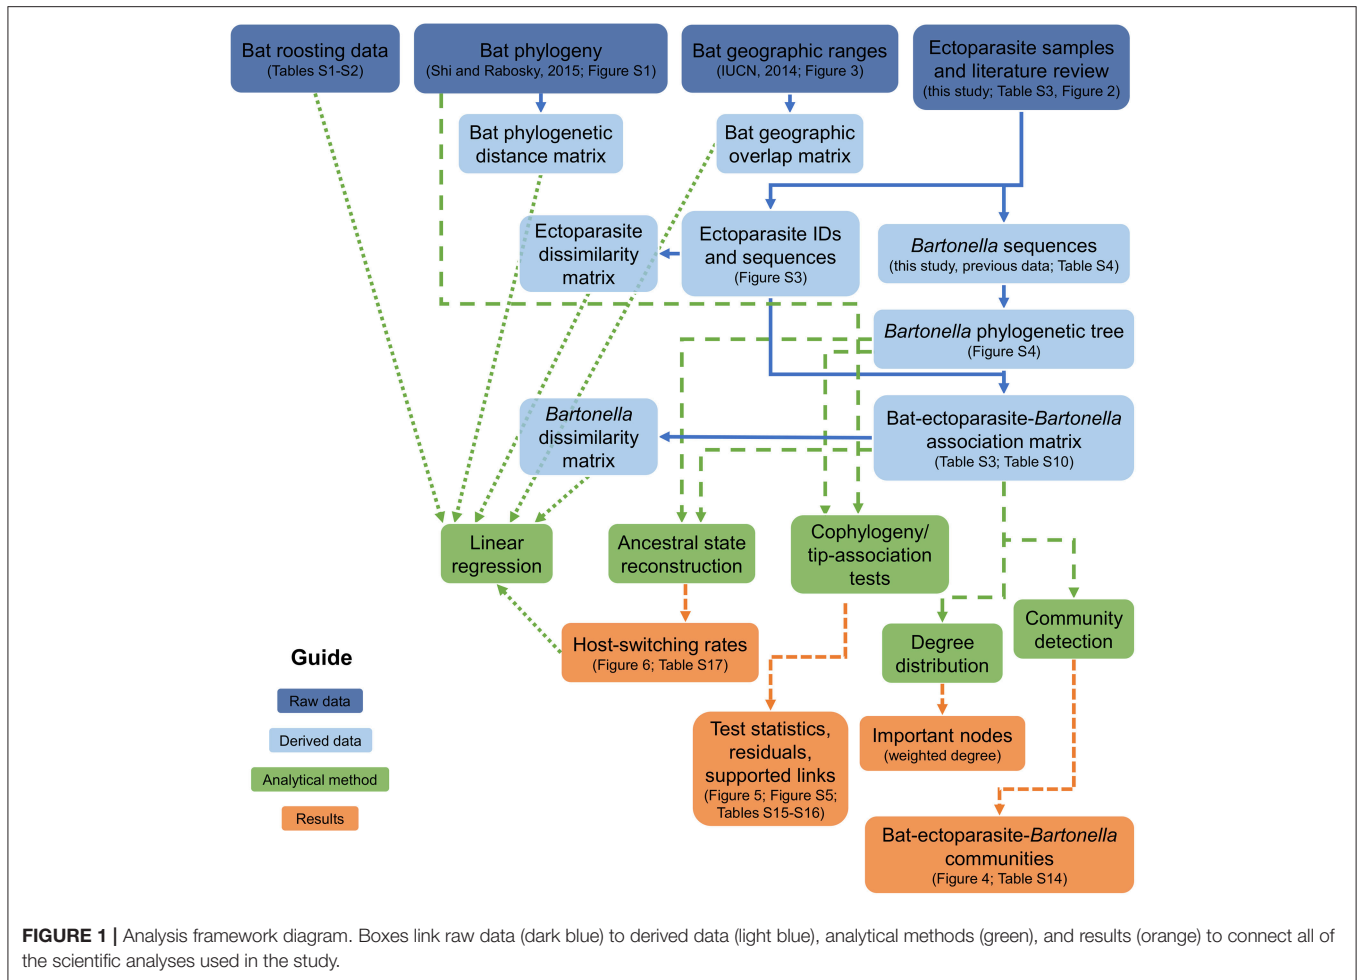 Bat roosting data
(Tables S1-S2)
Bat phylogeny
(Shi and Rabosky, 2015; Figure S1)
Bat geographic ranges
(IUCN, 2014; Figure 3)
Ectoparasite samples
and literature review
(this study; Table S3, Figure 2)
Bat phylogenetic
distance matrix
Bat geographic
overlap matrix
Ectoparasite
dissimilarity
matrix
Ectoparasite IDs
and sequences
(Figure S3)
Bartonella sequences
(this study, previous data; Table S4)
Bartonella phylogenetic tree
(Figure S4)
Bartonella
dissimilarity
matrix
Bat-ectoparasite-Bartonella
association matrix
(Table S3; Table S10)
Linear
regression
Ancestral state
reconstruction
Cophylogeny/
tip-association
tests
Degree
distribution
Community
detection
Host-switching rates
(Figure 6; Table S17)
Test statistics,
residuals,
supported links
(Figure 5; Figure S5;
Tables S15-S16)
Important nodes
(weighted degree)
Bat-ectoparasite-Bartonella
communities
(Figure 4; Table S14)
Guide
Raw data
Derived data
Analytical method
Results
FIGURE 1 | Analysis framework diagram. Boxes link raw data (dark blue) to derived data (light blue), analytical methods (green), and results (orange) to connect all of
the scientific analyses used in the study.